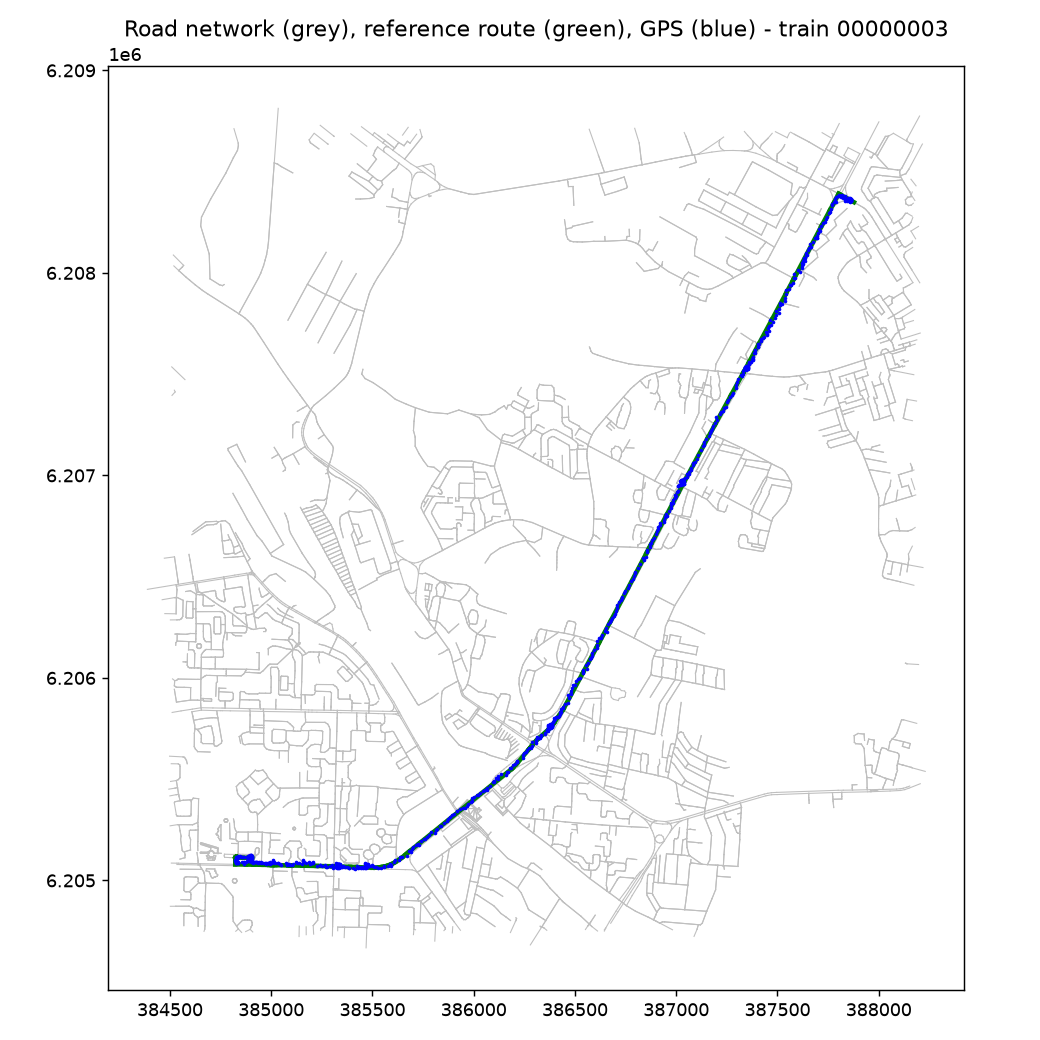 Road network (grey), reference route (green), GPS (blue) - train 00000003
1e6
6.209
6.208
6.207
6.206
6.205
384500 385000 385500 386000 386500 387000 387500 388000